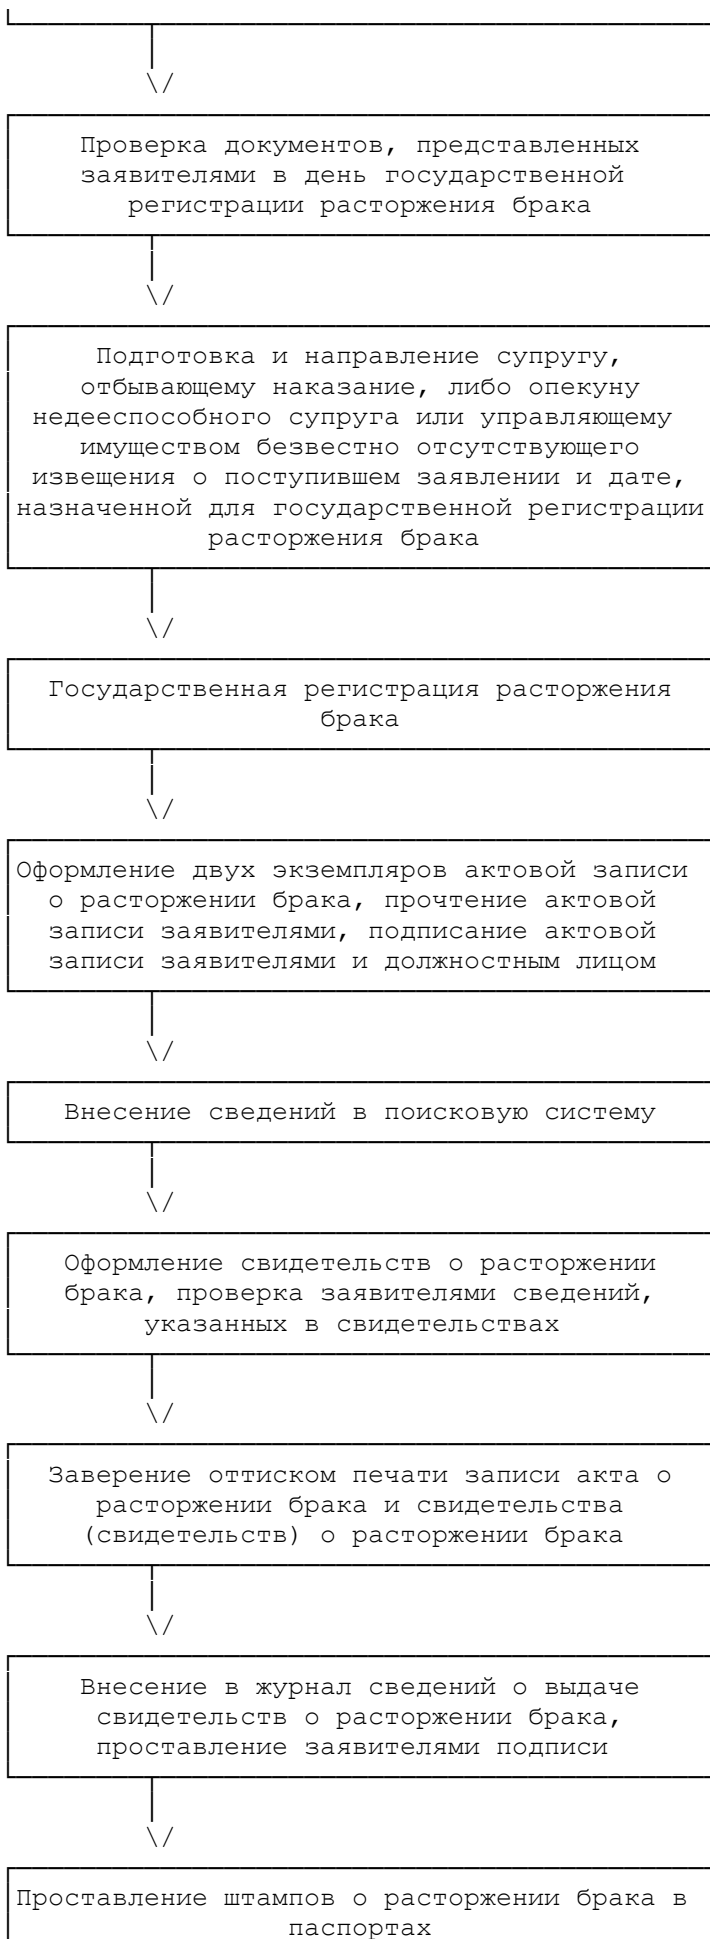 Проверка документов, представленных
заявителями в день государственной
регистрации расторжения брака
Подготовка и направление супругу,
отбывающему наказание, либо опекуну
недееспособного супруга или управляющему
имуществом безвестно отсутствующего
извещения о поступившем заявлении и дате,
назначенной для государственной регистрации
расторжения брака
Государственная регистрация расторжения
брака
Оформление двух экземпляров актовой записи
о расторжении брака, прочтение актовой
записи заявителями, подписание актовой
записи заявителями и должностным лицом
Внесение сведений в поисковую систему
Оформление свидетельств о расторжении
брака, проверка заявителями сведений,
указанных в свидетельствах
Заверение оттиском печати записи акта о
расторжении брака и свидетельства
(свидетельств) о расторжении брака
Внесение в журнал сведений о выдаче
свидетельств о расторжении брака,
проставление заявителями подписи
Проставление штампов о расторжении брака в
паспортах